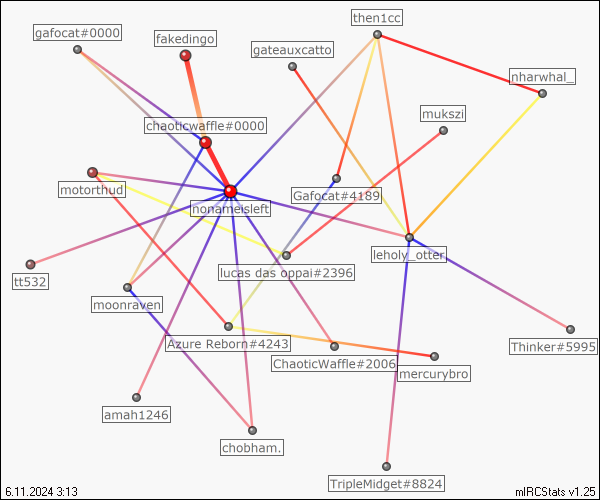 then1cc
gafocat#0000
fakedingo
gateauxcatto
nharwhal_
mukszi
chaoticwaffle#0000
motorthud
Gafocat#4189
nonameisleft
leholy_otter
lucas das oppai#2396
tt532
moonraven
Azure Reborn#4243
Thinker#5995
ChaoticWaffle#2006
mercurybro
amah1246
chobham.
TripleMidget#8824
6.11.2024 3:13
mIRCStats v1.25